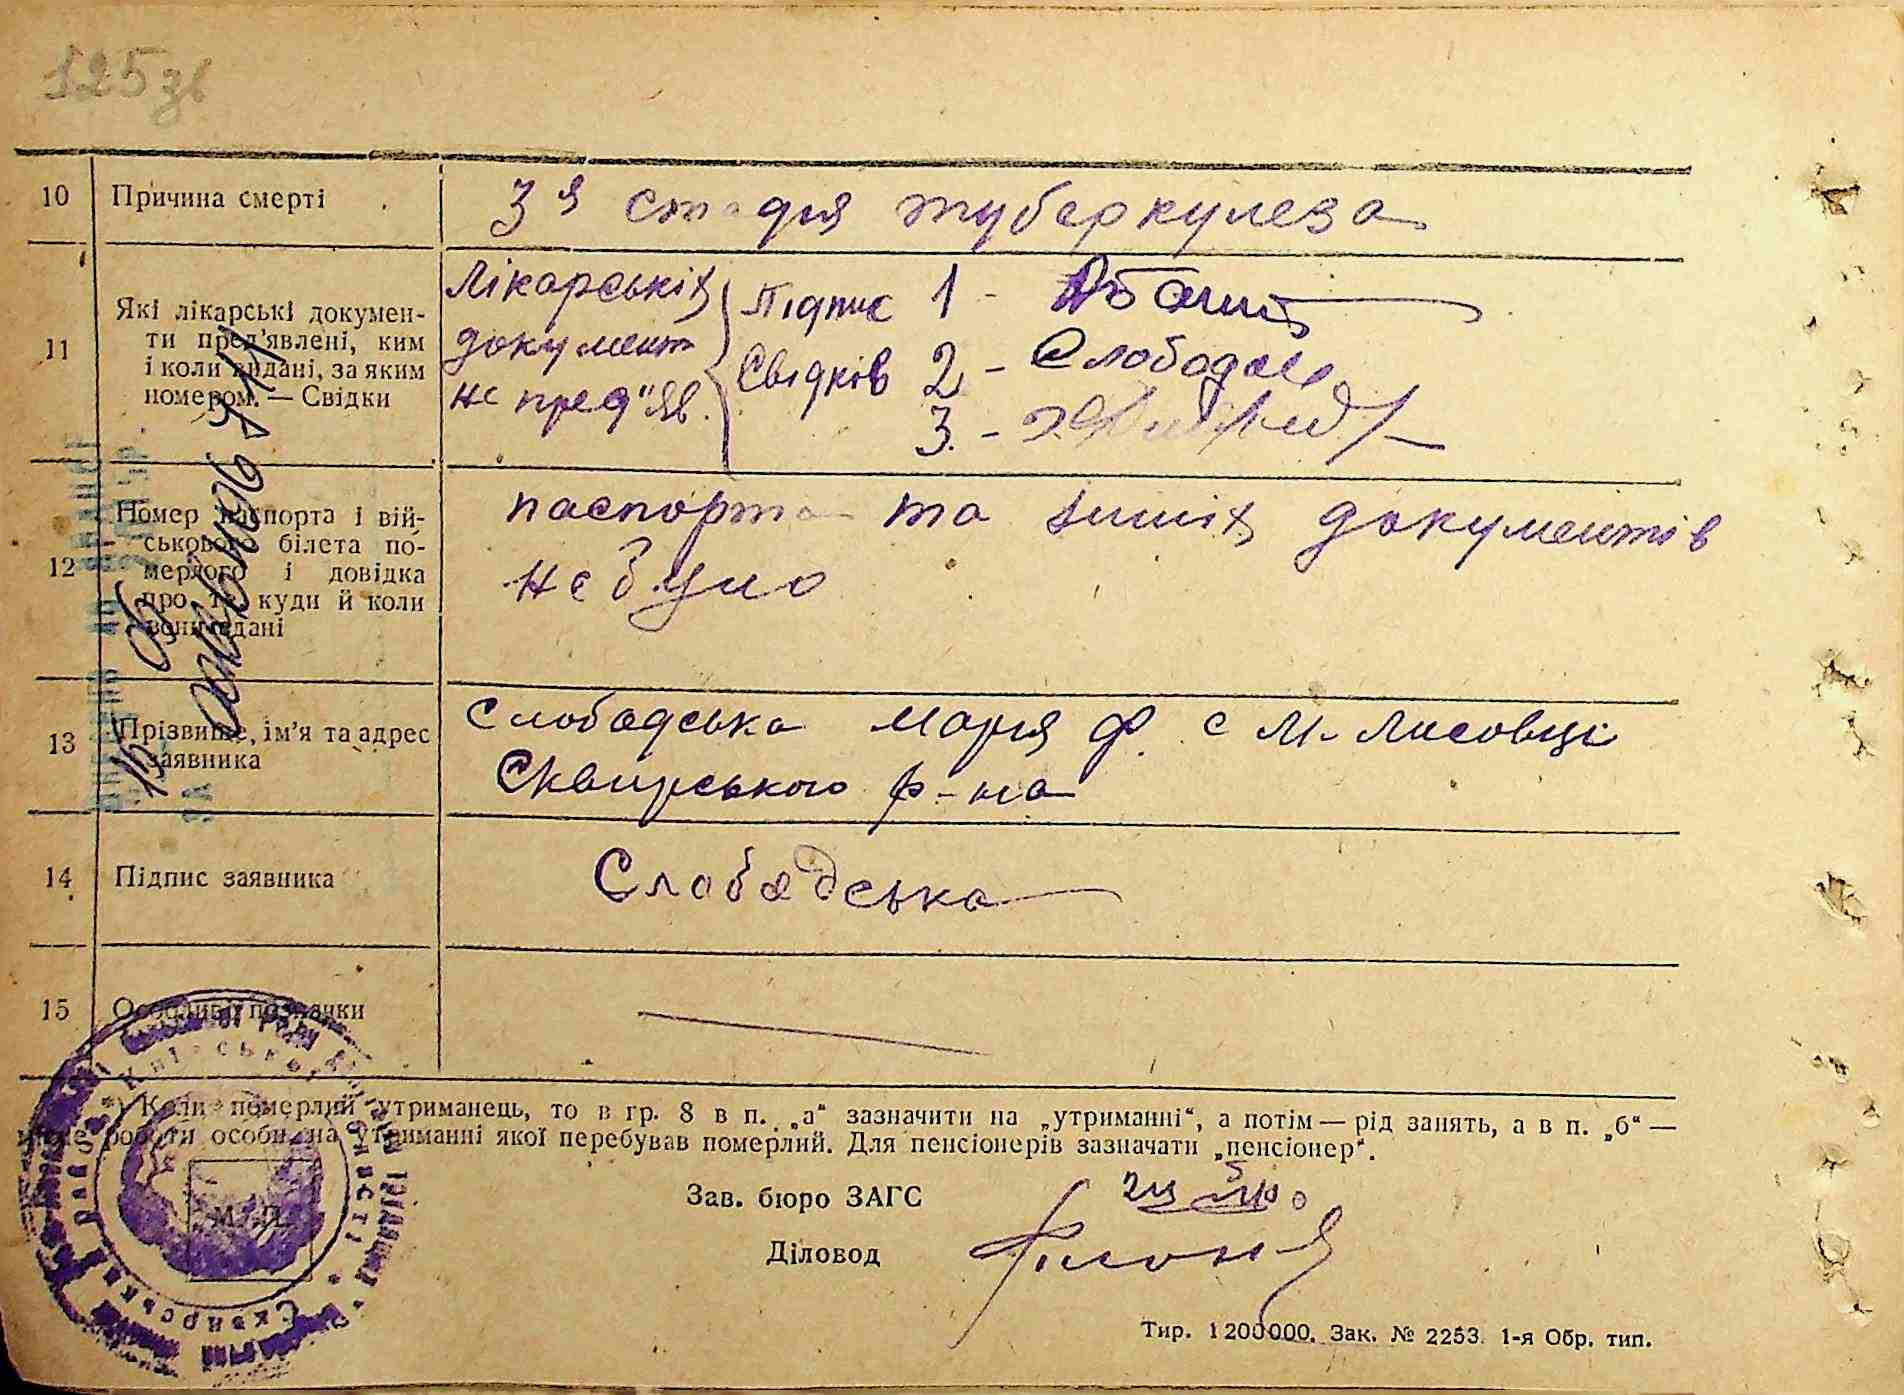 125зв
10 Причина смерті 3я стадія туберкулеза
11 Які лікарські докумен-
ти пред'явлені, ким
і коли видані, за яким
номером. — Свідки
Лікарських
документ
не пред"яв.
Підпис
Свідків
1 -
2 - Слободян
3. -
12 Номер паспорта і вій-
ськового білета по-
мерлого і довідка
про те куди й коли
вони здані
паспорта та інших документів
не було
13 Прізвище, ім'я та адрес
заявника
Слободська Марія Ф. с М. Лисовці
Сквирського р-на
14 Підпис заявника Слободська
15 Особливі позначки
*) Коли померлий утриманець, то в гр. 8 в п. „а“ зазначити на „утриманні“, а потім — рід занять, а в п. „б“ —
місце роботи особи, на утриманні якої перебував померлий. Для пенсіонерів зазначати „пенсіонер“.
М. П.
Зав. бюро ЗАГС
Діловод
Тир. 1200000. Зак. № 2253. 1-я Обр. тип.